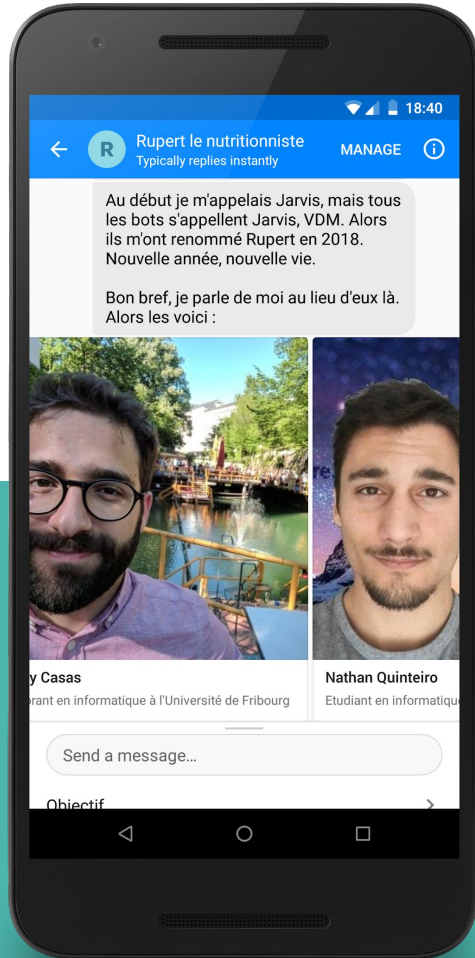 18:40
R
Rupert le nutritionniste
Typically replies instantly
MANAGE
Au début je m'appelais Jarvis, mais tous
les bots s'appellent Jarvis, VDM. Alors
ils m'ont renommé Rupert en 2018.
Nouvelle année, nouvelle vie.
Bon bref, je parle de moi au lieu d'eux là.
Alors les voici :
y Casas
rant en informatique à l'Université de Fribourg
Nathan Quinteiro
Etudiant en informatique
Send a message...
Objectif